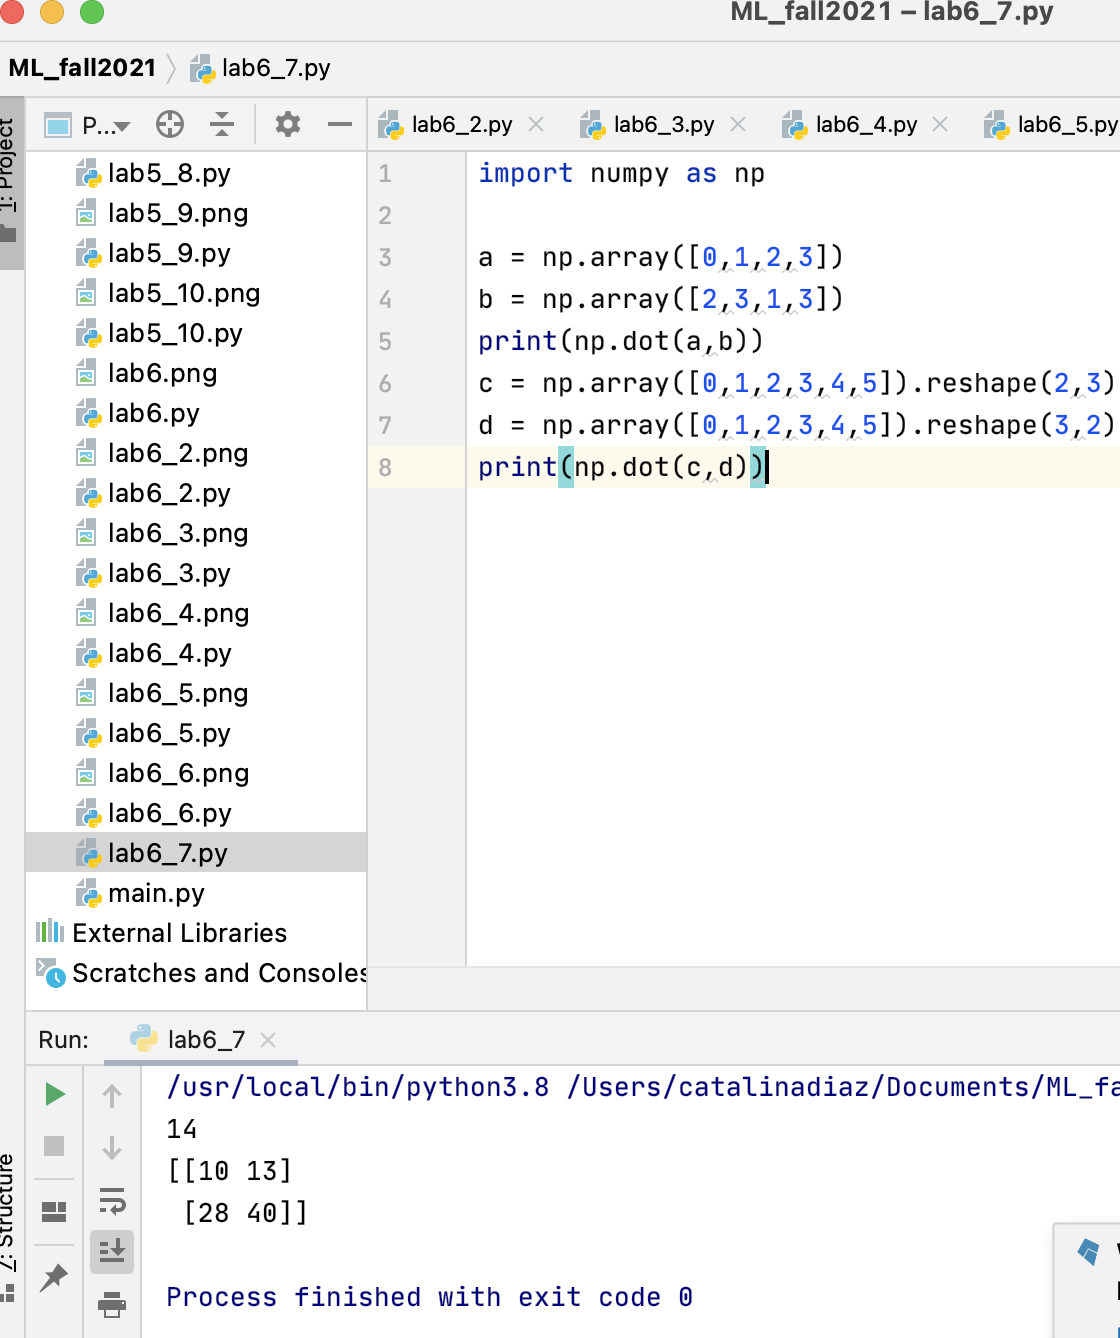 ML_fall2021 – lab6_7.py
ML_fall2021 lab6_7.py
1: Project
P...
lab6_2.py
lab6_3.py
lab6_4.py
lab6_5.py
lab5_8.py
lab5_9.png
lab5_9.py
lab5_10.png
lab5_10.py
lab6.png
lab6.py
lab6_2.png
lab6_2.py
lab6_3.png
lab6_3.py
lab6_4.png
lab6_4.py
lab6_5.png
lab6_5.py
lab6_6.png
lab6_6.py
lab6_7.py
main.py
External Libraries
Scratches and Consoles
1 import numpy as np
2
3 a = np.array([0,1,2,3])
4 b = np.array([2,3,1,3])
5 print(np.dot(a,b))
6 c = np.array([0,1,2,3,4,5]).reshape(2,3)
7 d = np.array([0,1,2,3,4,5]).reshape(3,2)
8 print(np.dot(c,d))
Run: lab6_7
/usr/local/bin/python3.8 /Users/catalinadiaz/Documents/ML_fa
14
[[10 13]
[28 40]]
Process finished with exit code 0
Z: Structure